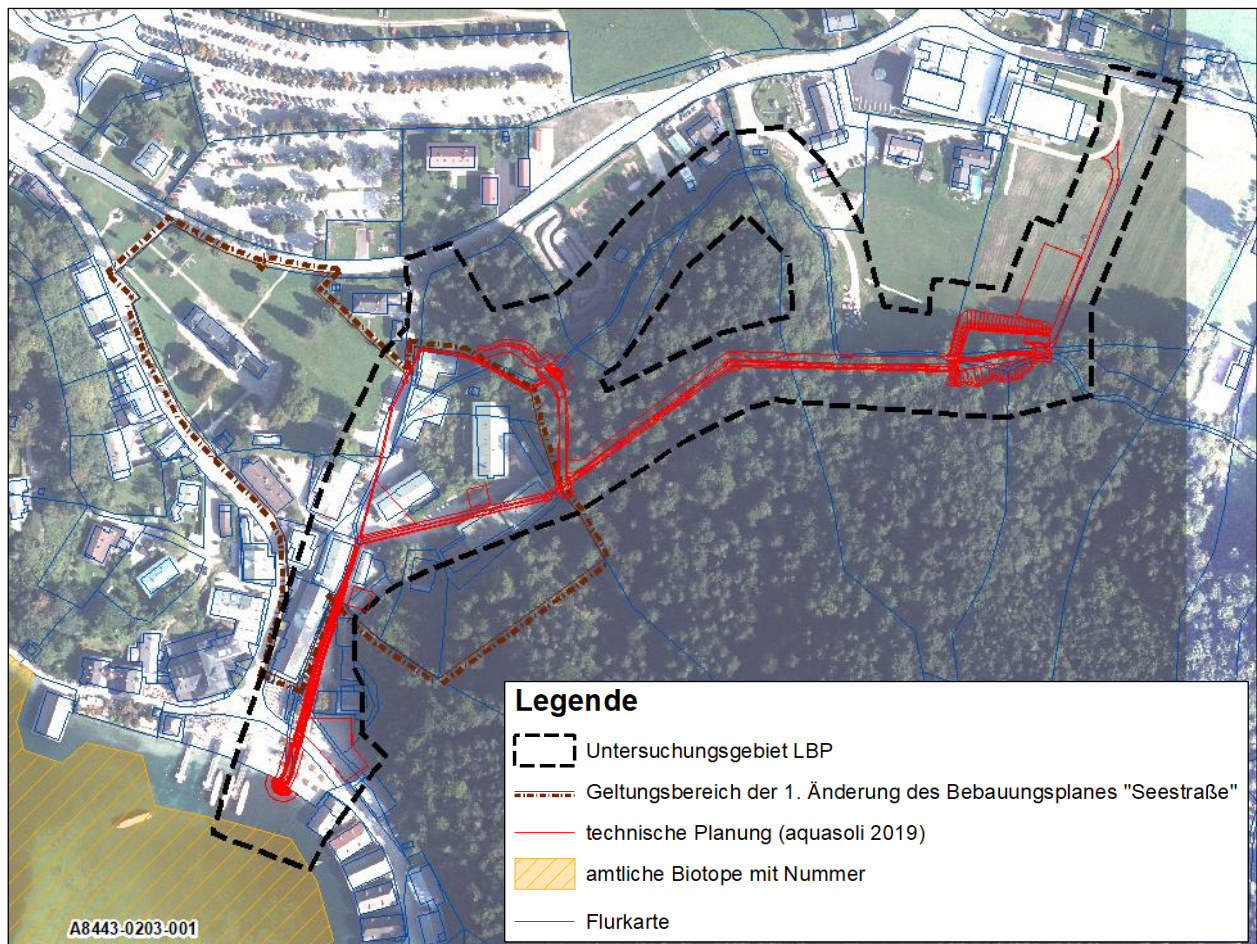 Legende
Untersuchungsgebiet LBP
Geltungsbereich der 1. Änderung des Bebauungsplanes "Seestraße"
technische Planung (aquasoli 2019)
amtliche Biotope mit Nummer
Flurkarte
A8443-0203-001